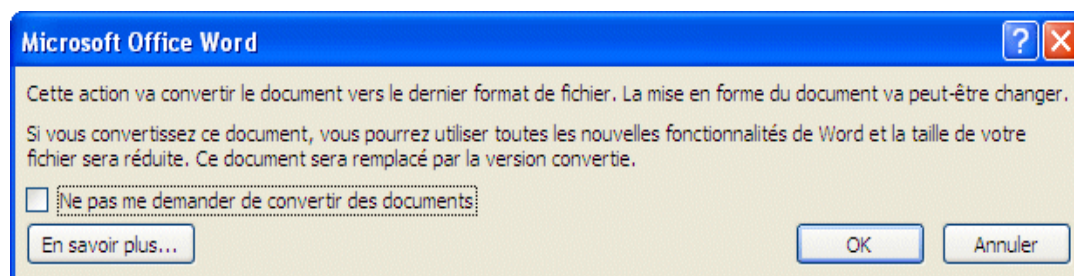 Microsoft Office Word
Cette action va convertir le document vers le dernier format de fichier. La mise en forme du document va peut-être changer.
Si vous convertissez ce document, vous pourrez utiliser toutes les nouvelles fonctionnalités de Word et la taille de votre
fichier sera réduite. Ce document sera remplacé par la version convertie.
Ne pas me demander de convertir des documents
En savoir plus... OK Annuler